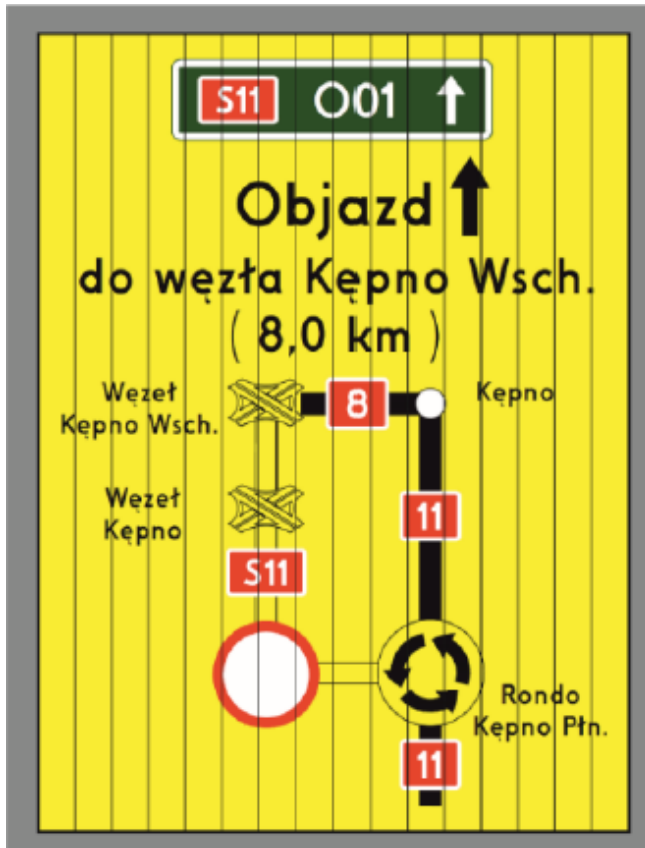 S11 O01 ↑
Objazd ↑
do węzła Kępno Wsch.
( 8,0 km )
Węzeł
Kępno Wsch.
8
Kępno
Węzeł
Kępno
11
S11
Rondo
Kępno Płn.
11